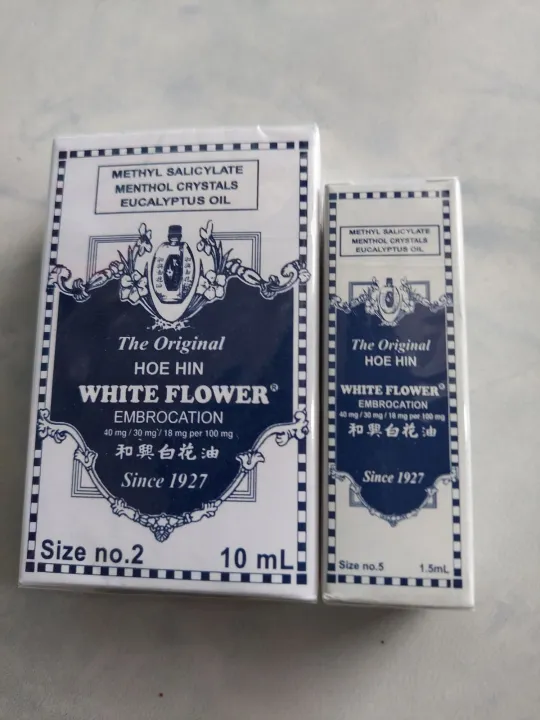 METHYL SALICYLATE
MENTHOL CRYSTALS
EUCALYPTUS OIL
The Original
HOE HIN
WHITE FLOWER®
EMBROCATION
40 mg / 30 mg / 18 mg per 100 mg
和興白花油
Since 1927
Size no.2 10 mL
METHYL SALICYLATE
MENTHOL CRYSTALS
EUCALYPTUS OIL
The Original
HOE HIN
WHITE FLOWER®
EMBROCATION
40 mg / 30 mg / 18 mg per 100 mg
和興白花油
Since 1927
Size no.5 1.5mL